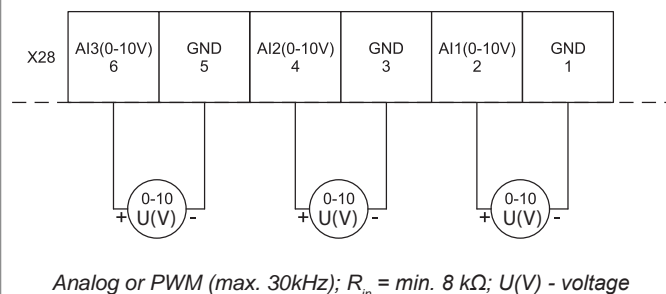 X28 AI3(0-10V) GND AI2(0-10V) GND AI1(0-10V) GND
6 5 4 3 2 1
0-10 0-10 0-10
+ U(V) - + U(V) - + U(V) -
Analog or PWM (max. 30kHz); Rin = min. 8 kΩ; U(V) - voltage